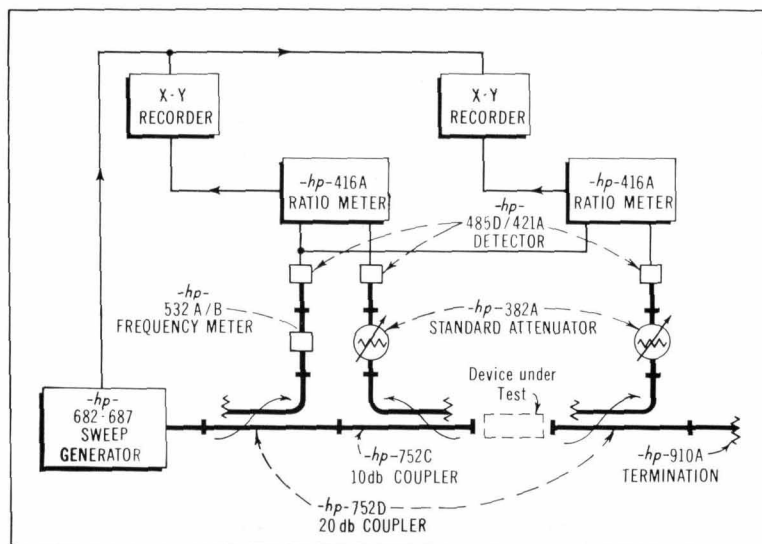 X-Y
RECORDER
X-Y
RECORDER
-hp-416A
RATIO METER
-hp-416A
RATIO METER
-hp-
485D/421A
DETECTOR
-hp-
532 A/B
FREQUENCY METER
-hp-382A
STANDARD ATTENUATOR
Device under
Test
-hp-
682-687
SWEEP
GENERATOR
-hp-752C
10db COUPLER
-hp-910A
TERMINATION
-hp-752D
20 db COUPLER